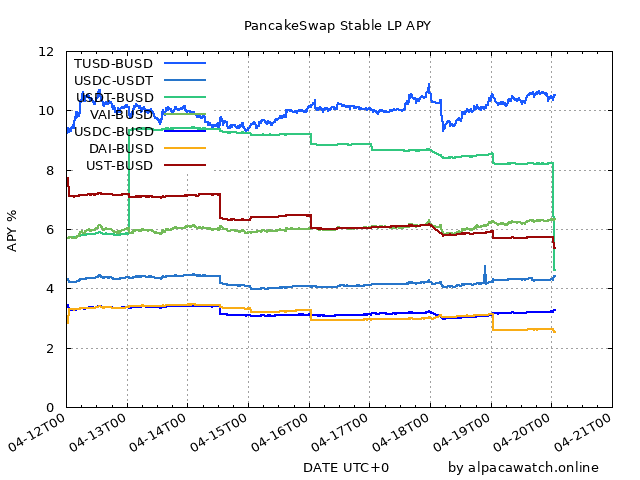 PancakeSwap Stable LP APY
12
10
8
6
4
2
0
APY %
TUSD-BUSD
USDC-USDT
USDT-BUSD
VAI-BUSD
USDC-BUSD
DAI-BUSD
UST-BUSD
04-12T00
04-13T00
04-14T00
04-15T00
04-16T00
04-17T00
04-18T00
04-19T00
04-20T00
04-21T00
DATE UTC+0
by alpacawatch.online